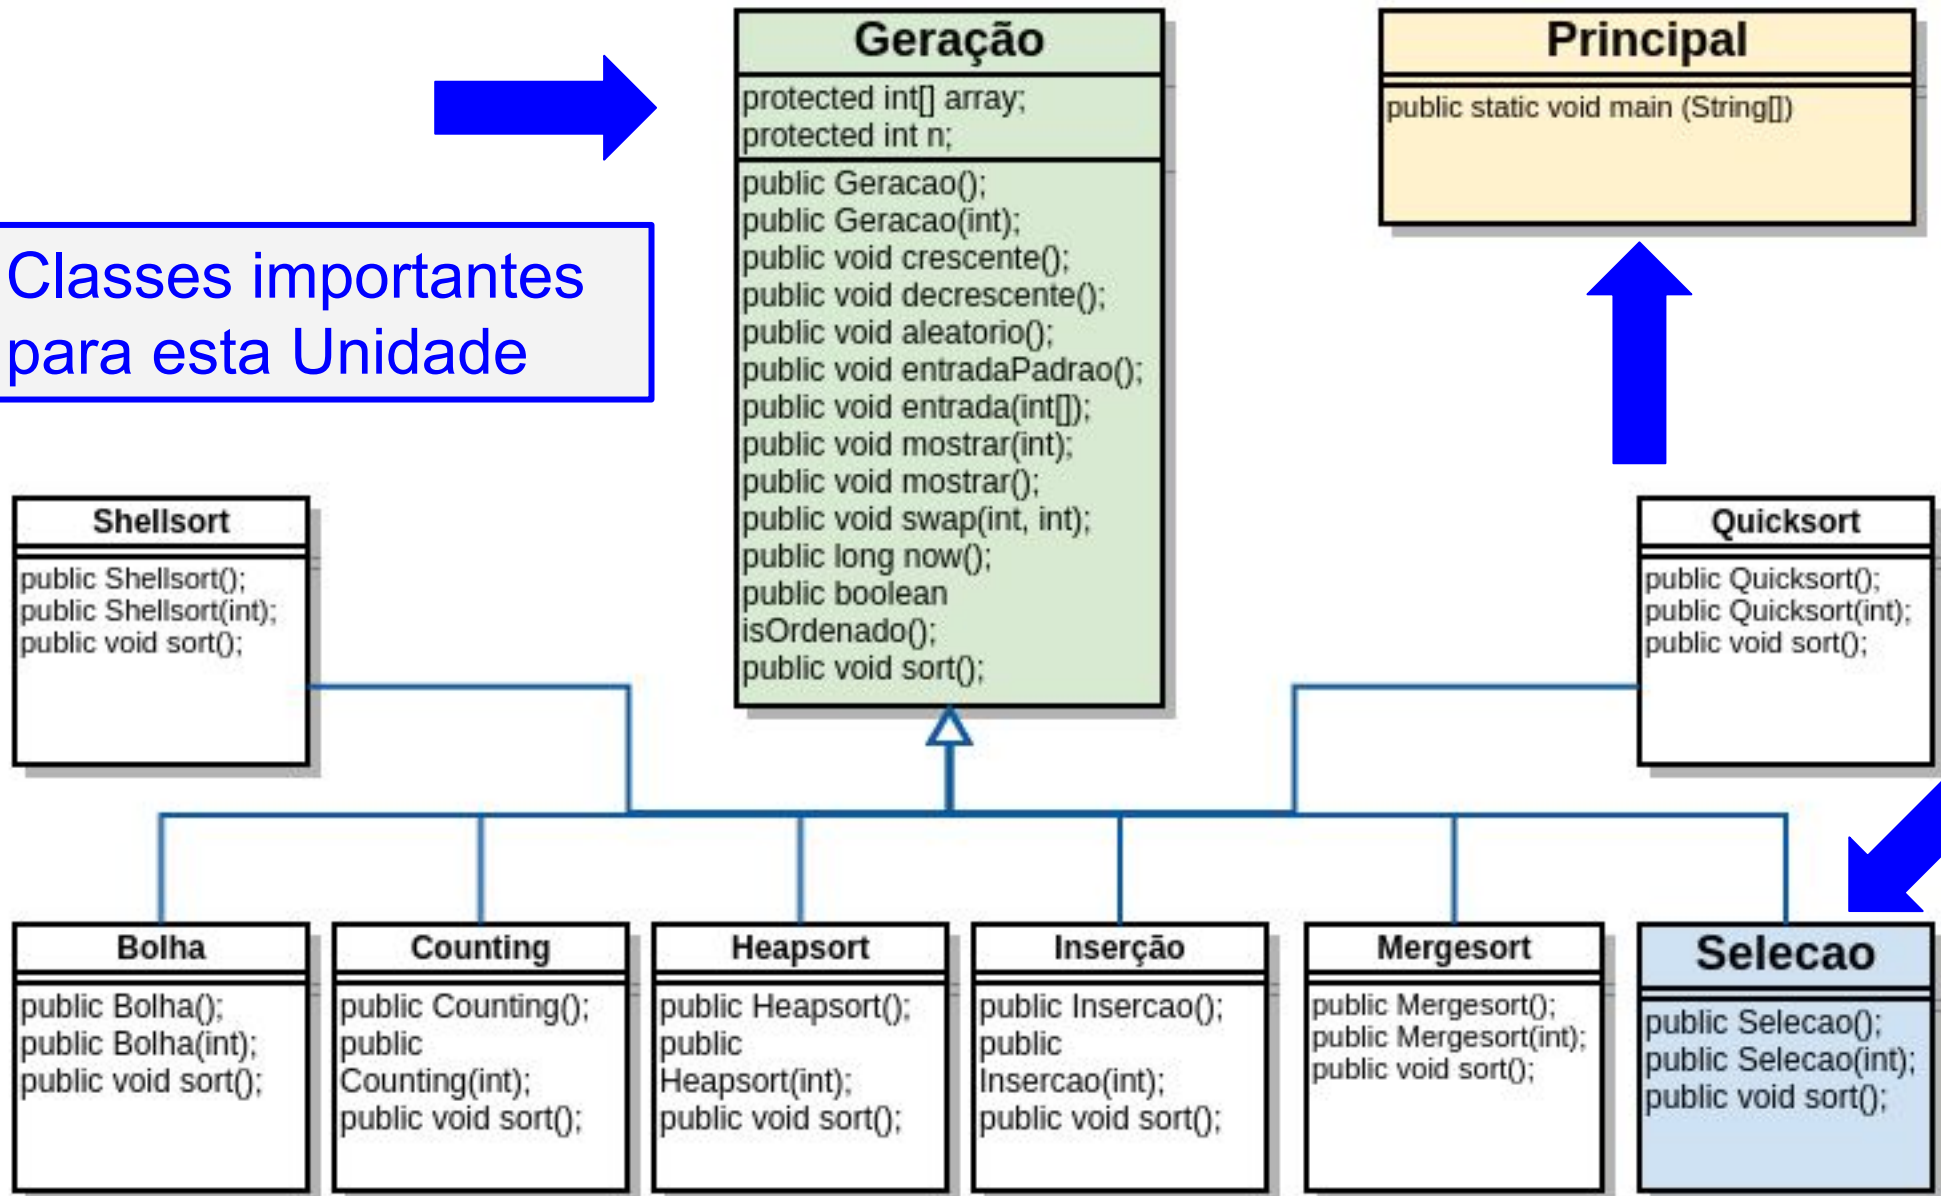 Geração
protected int[] array;
protected int n;
public Geracao();
public Geracao(int);
public void crescente();
public void decrescente();
public void aleatorio();
public void entradaPadrao();
public void entrada(int[]);
public void mostrar(int);
public void mostrar();
public void swap(int, int);
public long now();
public boolean
isOrdenado();
public void sort();
Principal
public static void main (String[])
Classes importantes
para esta Unidade
Shellsort
public Shellsort();
public Shellsort(int);
public void sort();
Quicksort
public Quicksort();
public Quicksort(int);
public void sort();
Bolha
public Bolha();
public Bolha(int);
public void sort();
Counting
public Counting();
public
Counting(int);
public void sort();
Heapsort
public Heapsort();
public
Heapsort(int);
public void sort();
Inserção
public Insercao();
public
Insercao(int);
public void sort();
Mergesort
public Mergesort();
public Mergesort(int);
public void sort();
Selecao
public Selecao();
public Selecao(int);
public void sort();